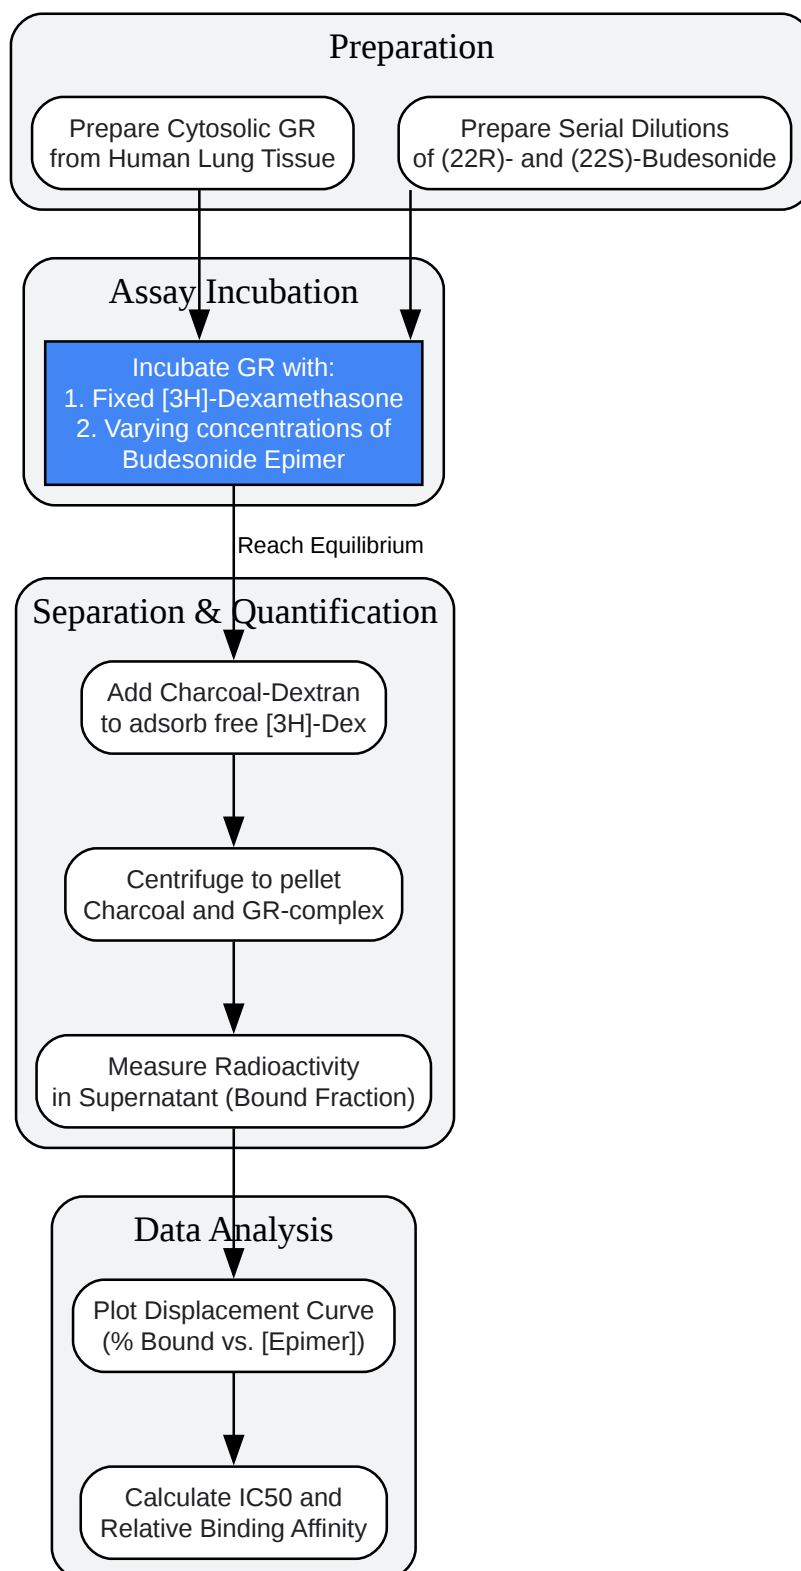 Preparation
Prepare Cytosolic GR
from Human Lung Tissue
Prepare Serial Dilutions
of (22R)- and (22S)-Budesonide
Assay Incubation
Incubate GR with:
1. Fixed [3H]-Dexamethasone
2. Varying concentrations of
Budesonide Epimer
Reach Equilibrium
Separation & Quantification
Add Charcoal-Dextran
to adsorb free [3H]-Dex
Centrifuge to pellet
Charcoal and GR-complex
Measure Radioactivity
in Supernatant (Bound Fraction)
Data Analysis
Plot Displacement Curve
(% Bound vs. [Epimer])
Calculate IC50 and
Relative Binding Affinity